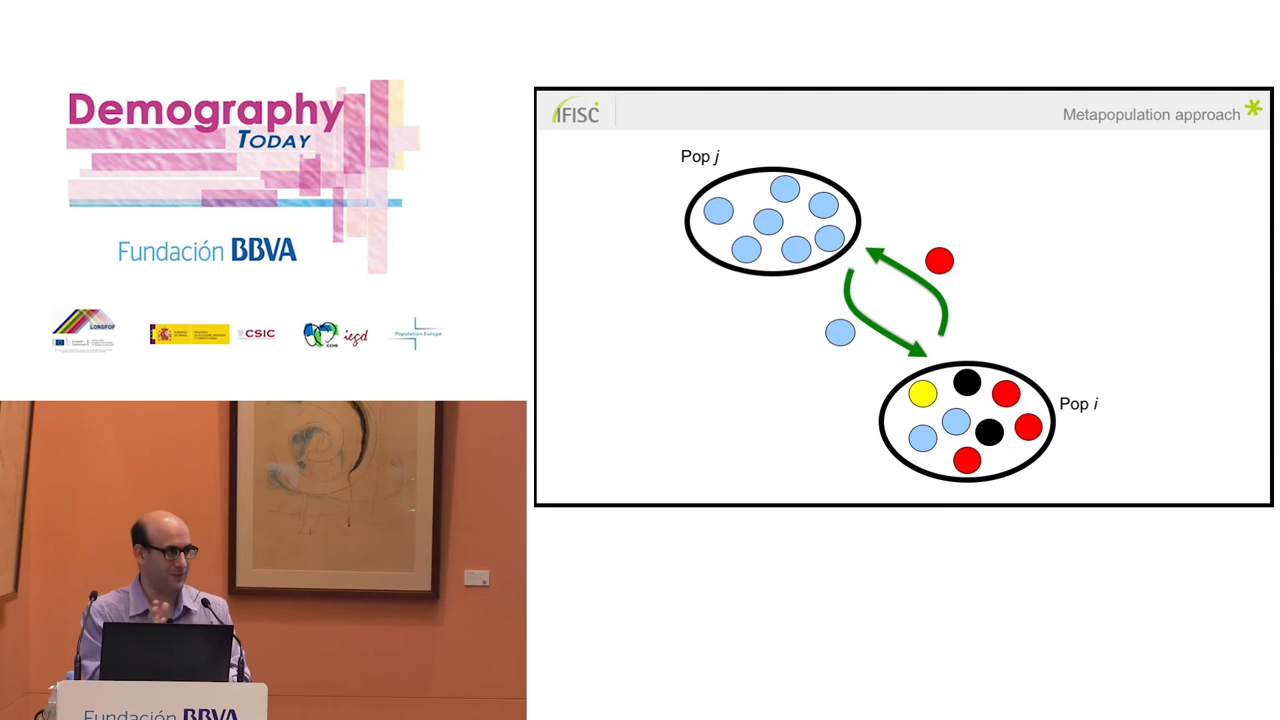 Demography
TODAY
Fundación BBVA
LONGPOP
CSIC
iegd
Population Europe
IFISC
Metapopulation approach
Pop j
Pop i
Fundación BBVA